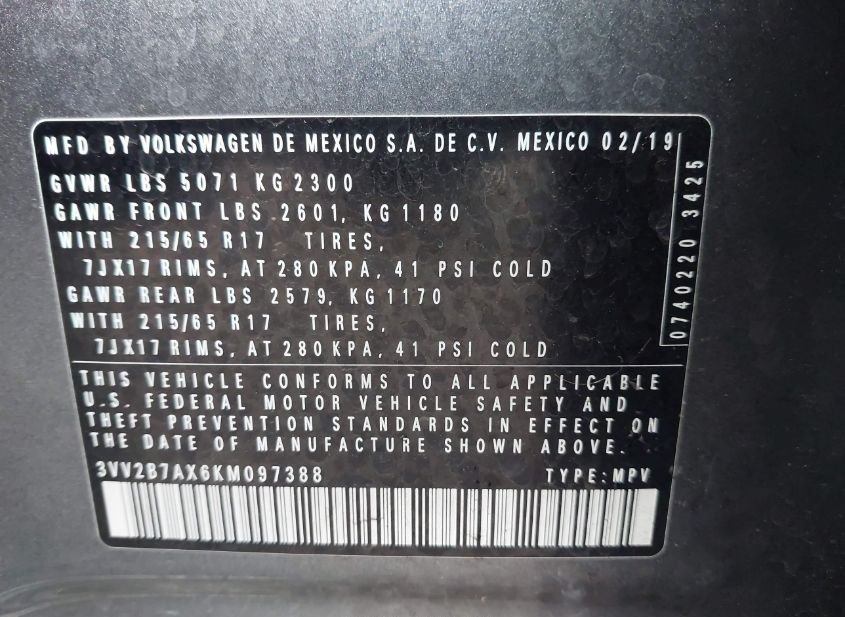 MFD BY VOLKSWAGEN DE MEXICO S.A. DE C.V. MEXICO 02/19
GVWR LBS 5071 KG 2300
GAWR FRONT LBS 2601, KG 1180
WITH 215/65 R17 TIRES,
7JX17 RIMS, AT 280 KPA, 41 PSI COLD
GAWR REAR LBS 2579, KG 1170
WITH 215/65 R17 TIRES,
7JX17 RIMS, AT 280 KPA, 41 PSI COLD
0740220 3425
THIS VEHICLE CONFORMS TO ALL APPLICABLE
U.S. FEDERAL MOTOR VEHICLE SAFETY AND
THEFT PREVENTION STANDARDS IN EFFECT ON
THE DATE OF MANUFACTURE SHOWN ABOVE.
3VV2B7AX6KM097388 TYPE: MPV